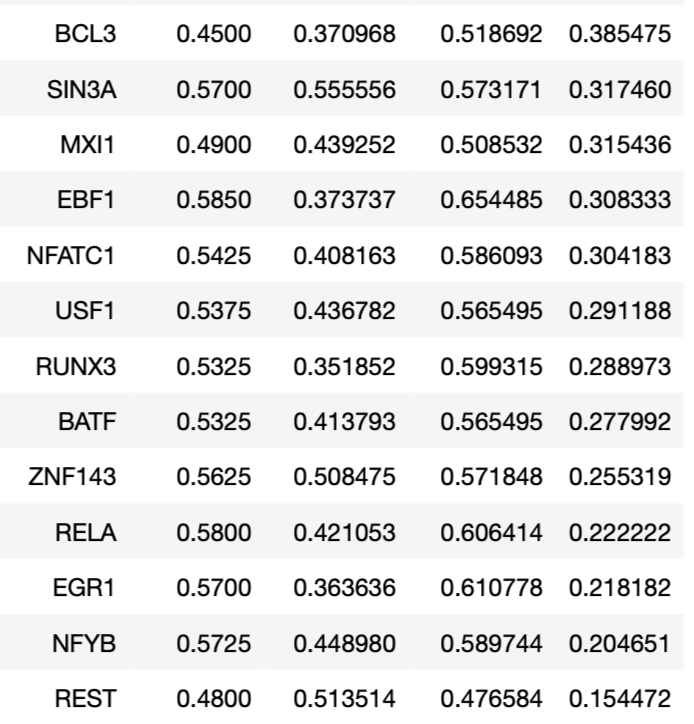 BCL3 0.4500 0.370968 0.518692 0.385475
SIN3A 0.5700 0.555556 0.573171 0.317460
MXI1 0.4900 0.439252 0.508532 0.315436
EBF1 0.5850 0.373737 0.654485 0.308333
NFATC1 0.5425 0.408163 0.586093 0.304183
USF1 0.5375 0.436782 0.565495 0.291188
RUNX3 0.5325 0.351852 0.599315 0.288973
BATF 0.5325 0.413793 0.565495 0.277992
ZNF143 0.5625 0.508475 0.571848 0.255319
RELA 0.5800 0.421053 0.606414 0.222222
EGR1 0.5700 0.363636 0.610778 0.218182
NFYB 0.5725 0.448980 0.589744 0.204651
REST 0.4800 0.513514 0.476584 0.154472